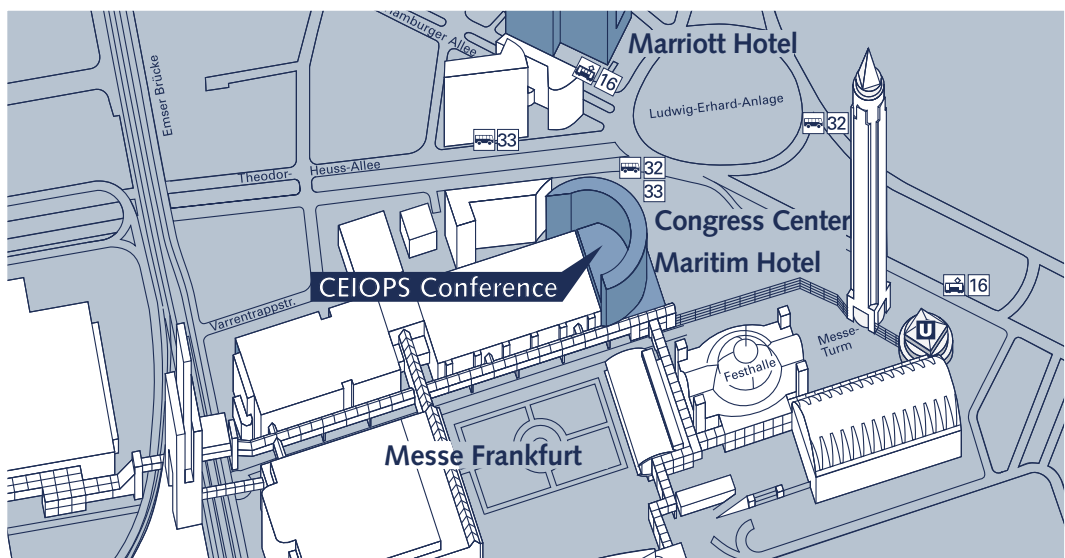 Hamburger Allee
Marriott Hotel
16
Emser Brücke
Ludwig-Erhard-Anlage
32
33
Theodor- Heuss-Allee
32
33
Congress Center
Maritim Hotel
CEIOPS Conference
16
Varrentrappstr.
Messe-
Turm
U
Festhalle
Messe Frankfurt